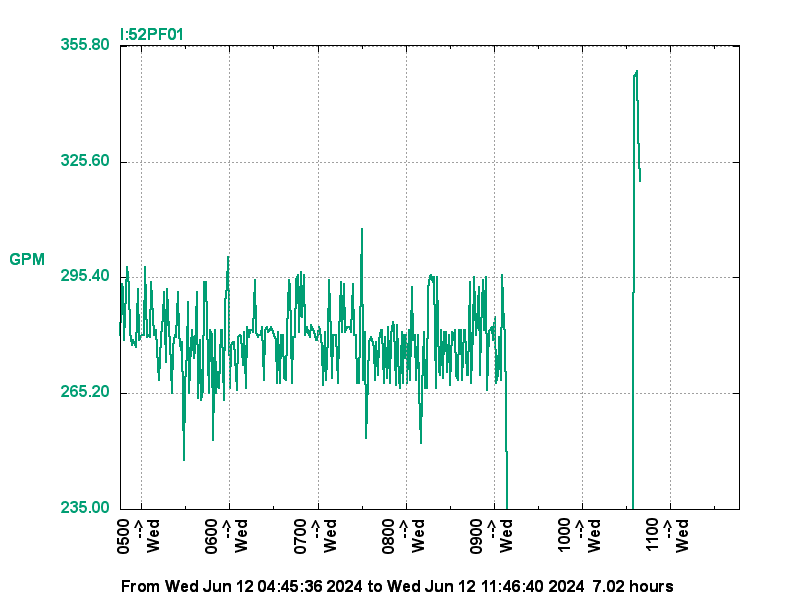 I:52PF01
355.80
325.60
GPM
295.40
265.20
235.00
0500 -->
Wed
0600 -->
Wed
0700 -->
Wed
0800 -->
Wed
0900 -->
Wed
1000 -->
Wed
1100 -->
Wed
From Wed Jun 12 04:45:36 2024 to Wed Jun 12 11:46:40 2024  7.02 hours